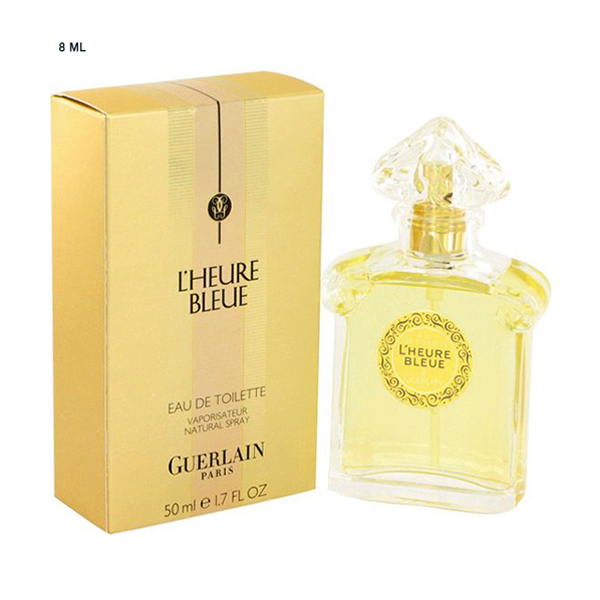 8 ML
L'HEURE
BLEUE
EAU DE TOILETTE
VAPORISATEUR
NATURAL SPRAY
GUERLAIN
PARIS
50 ml e 1.7 FL OZ
L'HEURE
BLEUE